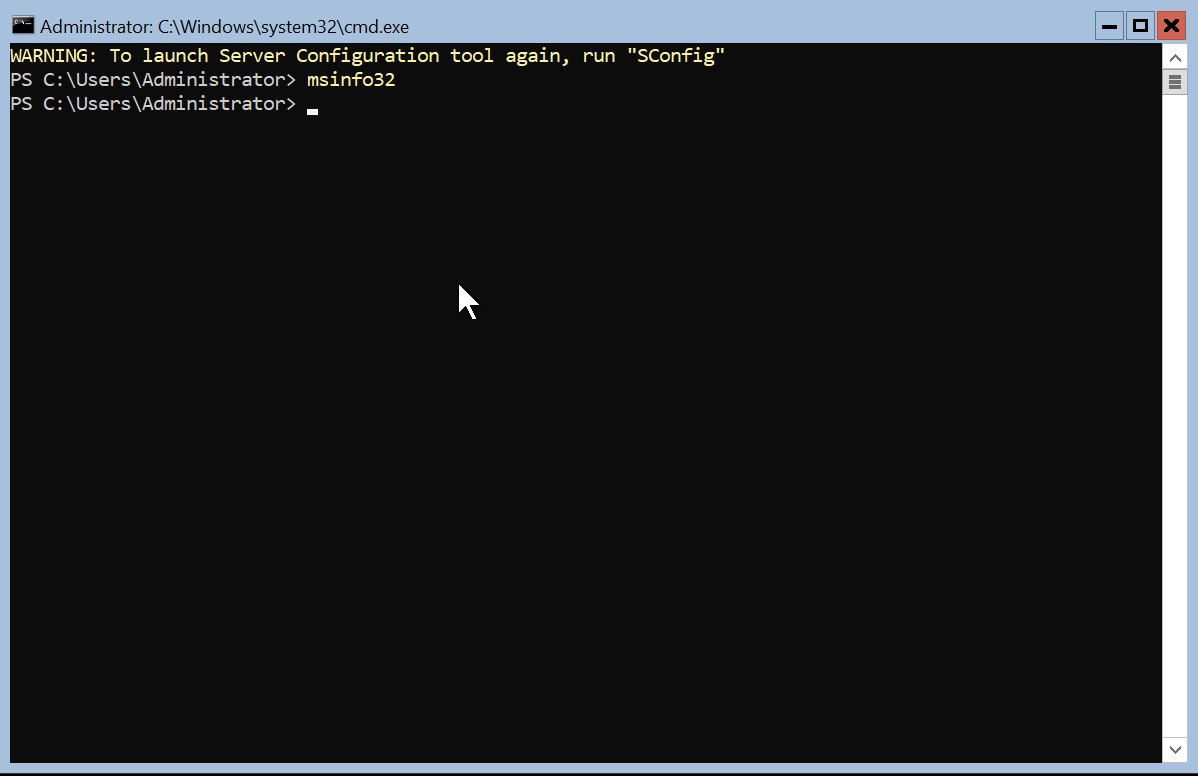 Administrator: C:\Windows\system32\cmd.exe
WARNING: To launch Server Configuration tool again, run "SConfig"
PS C:\Users\Administrator> msinfo32
PS C:\Users\Administrator>